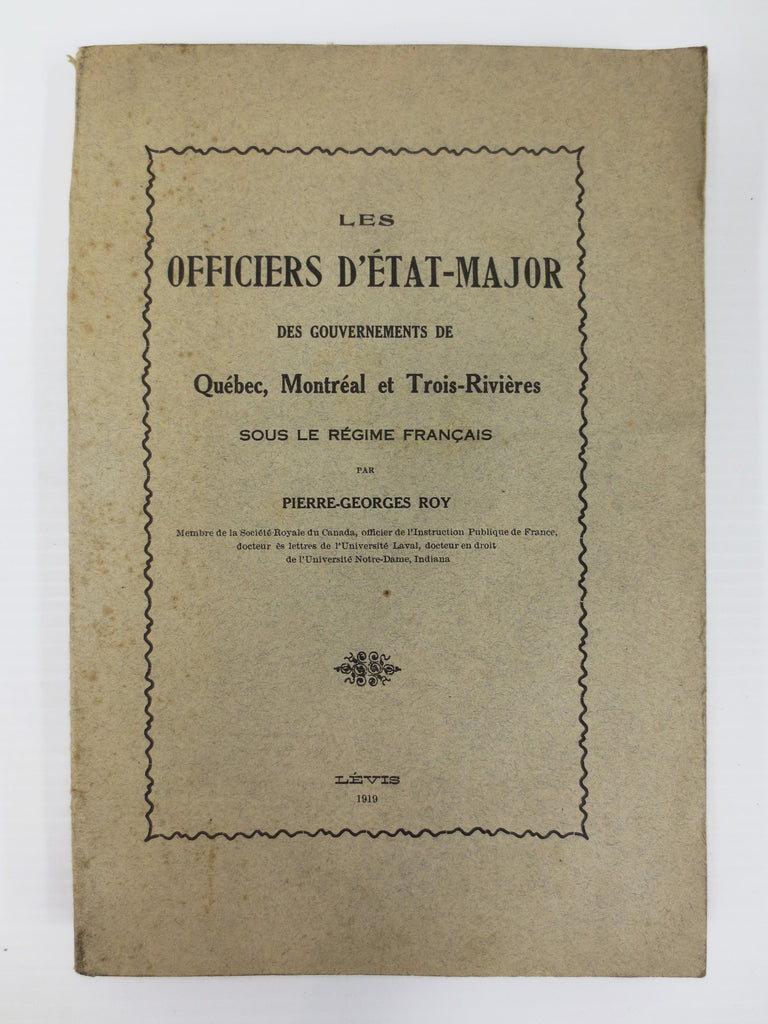 LES
OFFICIERS D'ÉTAT-MAJOR
DES GOUVERNEMENTS DE
Québec, Montréal et Trois-Rivières
SOUS LE RÉGIME FRANÇAIS
PAR
PIERRE-GEORGES ROY
Membre de la Société Royale du Canada, officier de l'Instruction Publique de France,
docteur ès lettres de l'Université Laval, docteur en droit
de l'Université Notre-Dame, Indiana
LÉVIS
1919